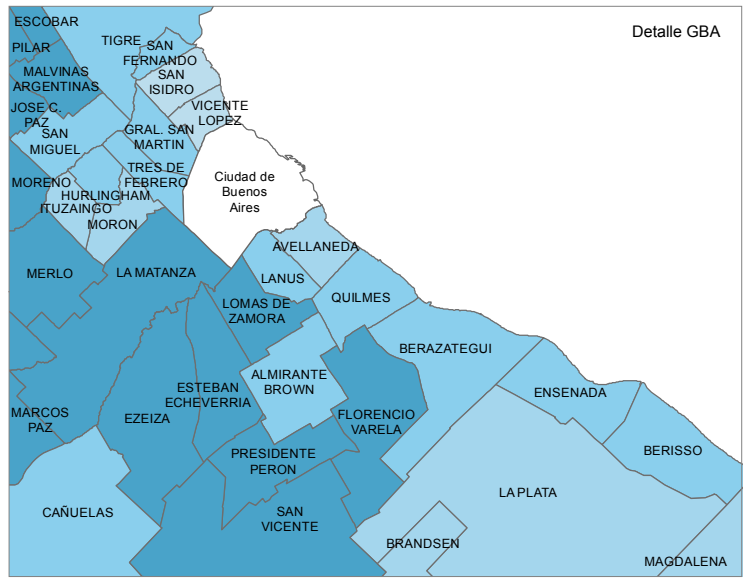 Detalle GBA
ESCOBAR
PILAR
TIGRE
SAN
FERNANDO
SAN
ISIDRO
MALVINAS
ARGENTINAS
VICENTE
LOPEZ
JOSE C.
PAZ
SAN
MIGUEL
GRAL. SAN
MARTIN
TRES DE
FEBRERO
Ciudad de
Buenos
Aires
MORENO
HURLINGHAM
ITUZAINGO
MORON
AVELLANEDA
MERLO
LA MATANZA
LANUS
LOMAS DE
ZAMORA
QUILMES
BERAZATEGUI
ALMIRANTE
BROWN
ESTEBAN
ECHEVERRIA
ENSENADA
MARCOS
PAZ
EZEIZA
FLORENCIO
VARELA
BERISSO
PRESIDENTE
PERON
LA PLATA
CAÑUELAS
SAN
VICENTE
BRANDSEN
MAGDALENA